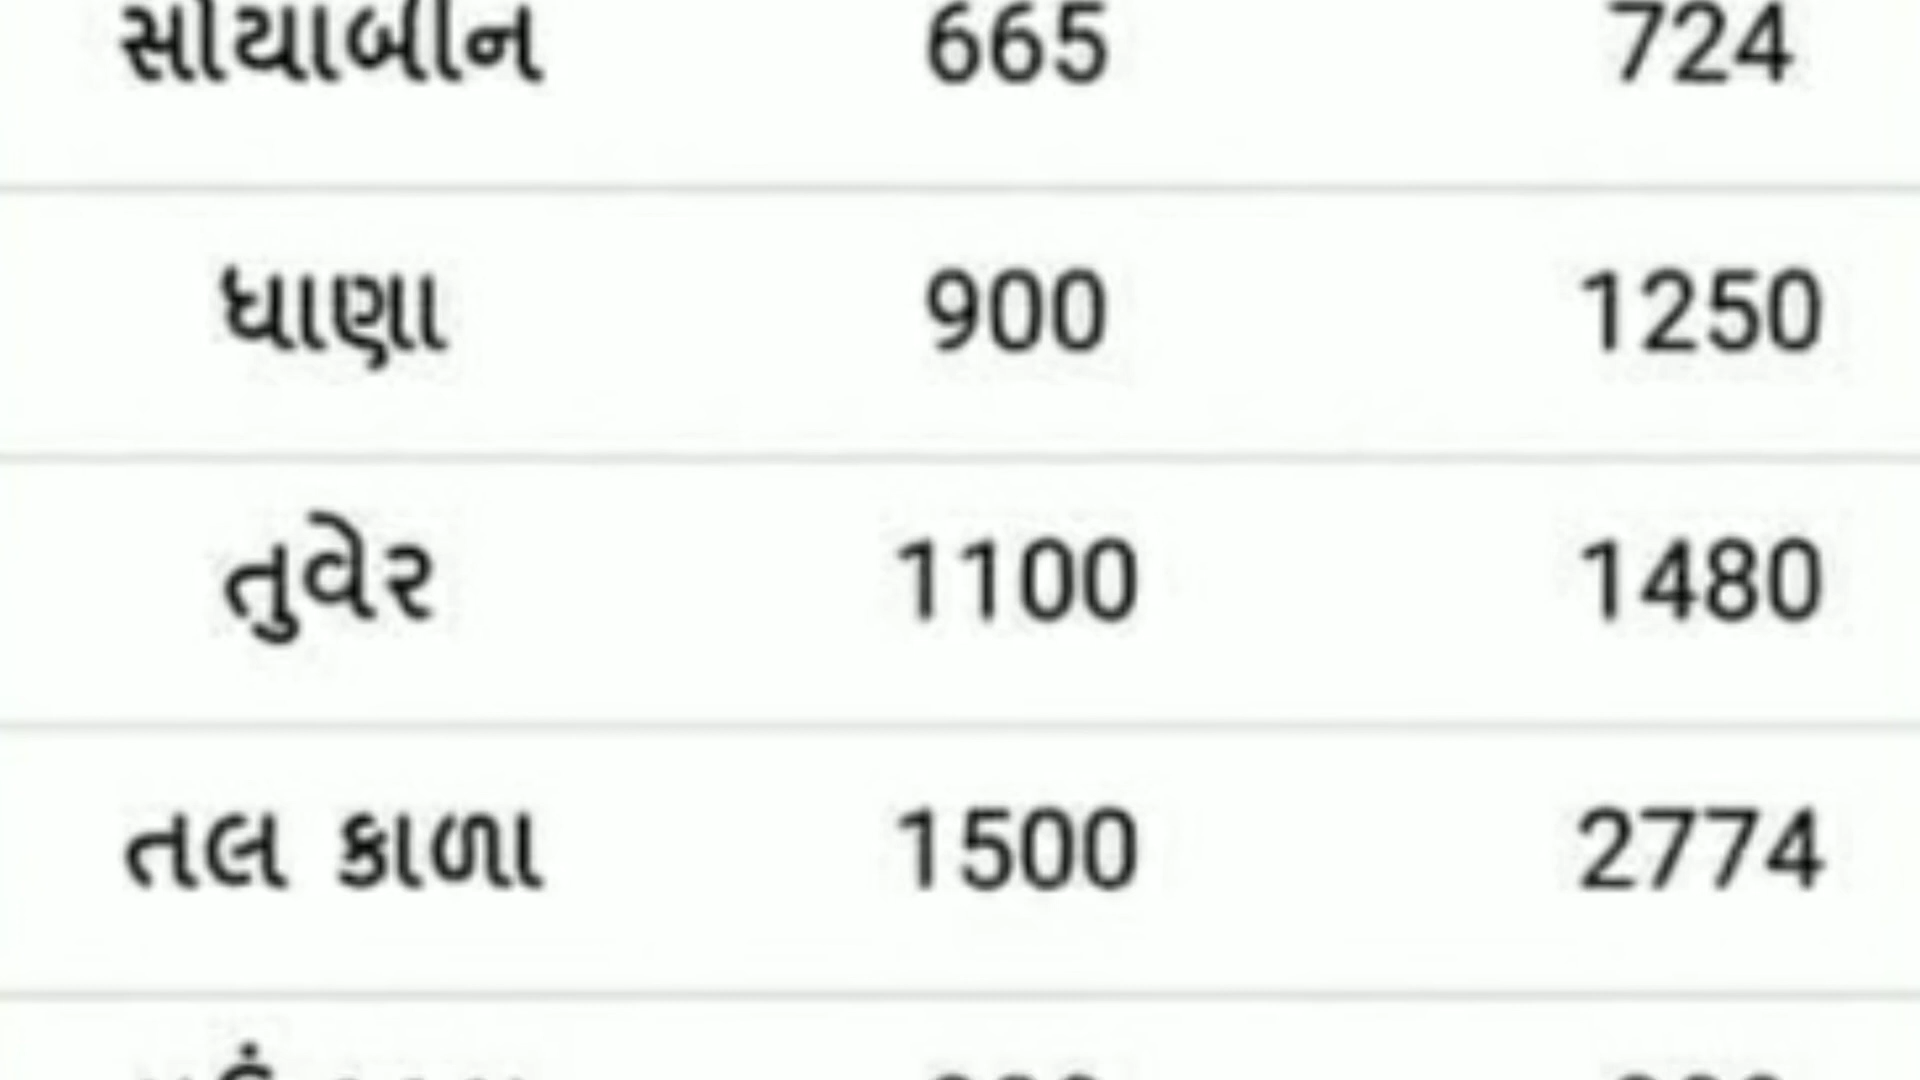 સોયાબીન 665 724
ધાણા 900 1250
તુવેર 1100 1480
તલ કાળા 1500 2774